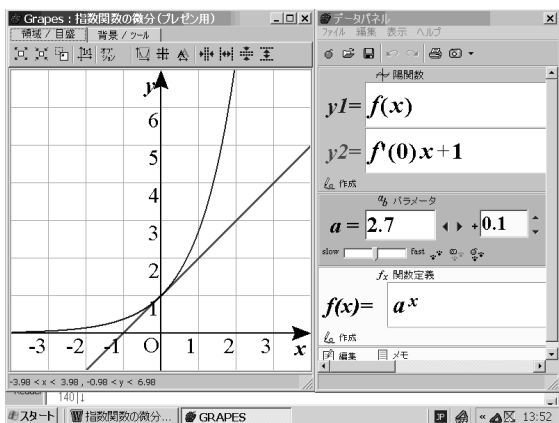 Grapes : 指数関数の微分(プレゼン用)
領域 / 目盛 背景 / ツール
y
6
5
4
3
2
1
-3 -2 -1 O 1 2 3 x
-3.98 < x < 3.98 , -0.98 < y < 6.98
データパネル
ファイル 編集 表示 ヘルプ
陽関数
y1= f(x)
y2= f'(0)x+1
作成
パラメータ
a = 2.7 +0.1
slow fast
fx 関数定義
f(x)= a^x
作成
編集 メモ
Reader 140
スタート 指数関数の微分... GRAPES JP 13:52